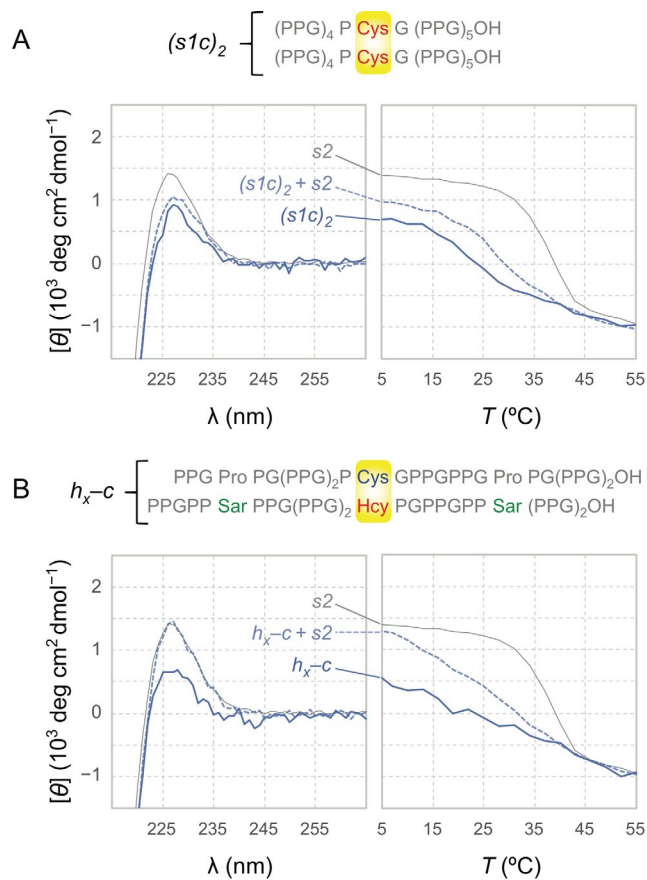 A
(s1c)2
(PPG)4 P Cys G (PPG)5OH
(PPG)4 P Cys G (PPG)5OH
[θ] (10³ deg cm² dmol⁻¹)
2
1
0
−1
s2
(s1c)2 + s2
(s1c)2
225 235 245 255
5 15 25 35 45 55
λ (nm)
T (ºC)
B
hx–c
PPG Pro PG(PPG)2P Cys GPPGPPG Pro PG(PPG)2OH
PPGPP Sar PPG(PPG)2 Hcy PGPPGPP Sar (PPG)2OH
[θ] (10³ deg cm² dmol⁻¹)
2
1
0
−1
s2
hx–c + s2
hx–c
225 235 245 255
5 15 25 35 45 55
λ (nm)
T (ºC)